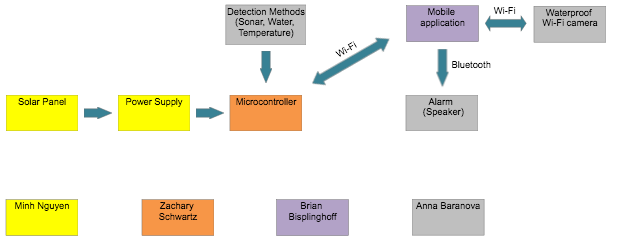 Detection Methods
(Sonar, Water,
Temperature)
Mobile
application
Wi-Fi
Waterproof
Wi-Fi camera
Wi-Fi
Bluetooth
Solar Panel
Power Supply
Microcontroller
Alarm
(Speaker)
Minh Nguyen
Zachary
Schwartz
Brian
Bisplinghoff
Anna Baranova